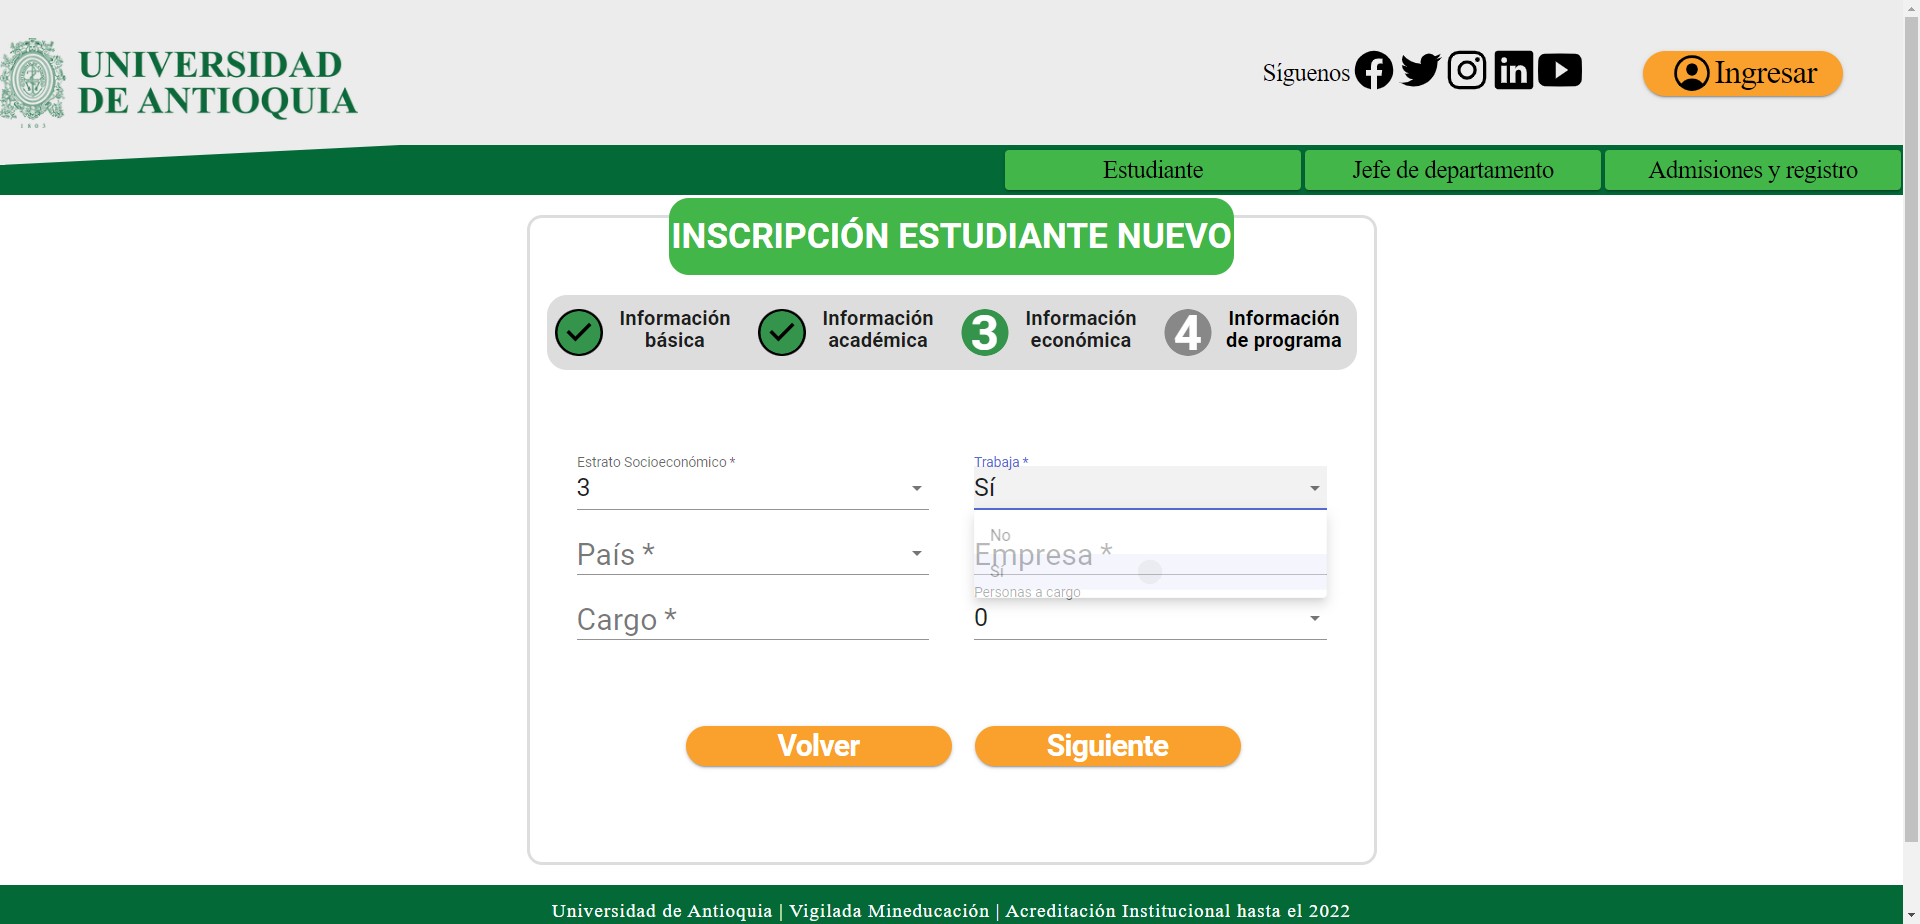 UNIVERSIDAD
DE ANTIOQUIA
1803
Síguenos
Ingresar
Estudiante
Jefe de departamento
Admisiones y registro
INSCRIPCIÓN ESTUDIANTE NUEVO
Información
básica
Información
académica
3
Información
económica
4
Información
de programa
Estrato Socioeconómico *
3
Trabaja *
Sí
No
Sí
País *
Empresa *
Cargo *
Personas a cargo
0
Volver
Siguiente
Universidad de Antioquia | Vigilada Mineducación | Acreditación Institucional hasta el 2022